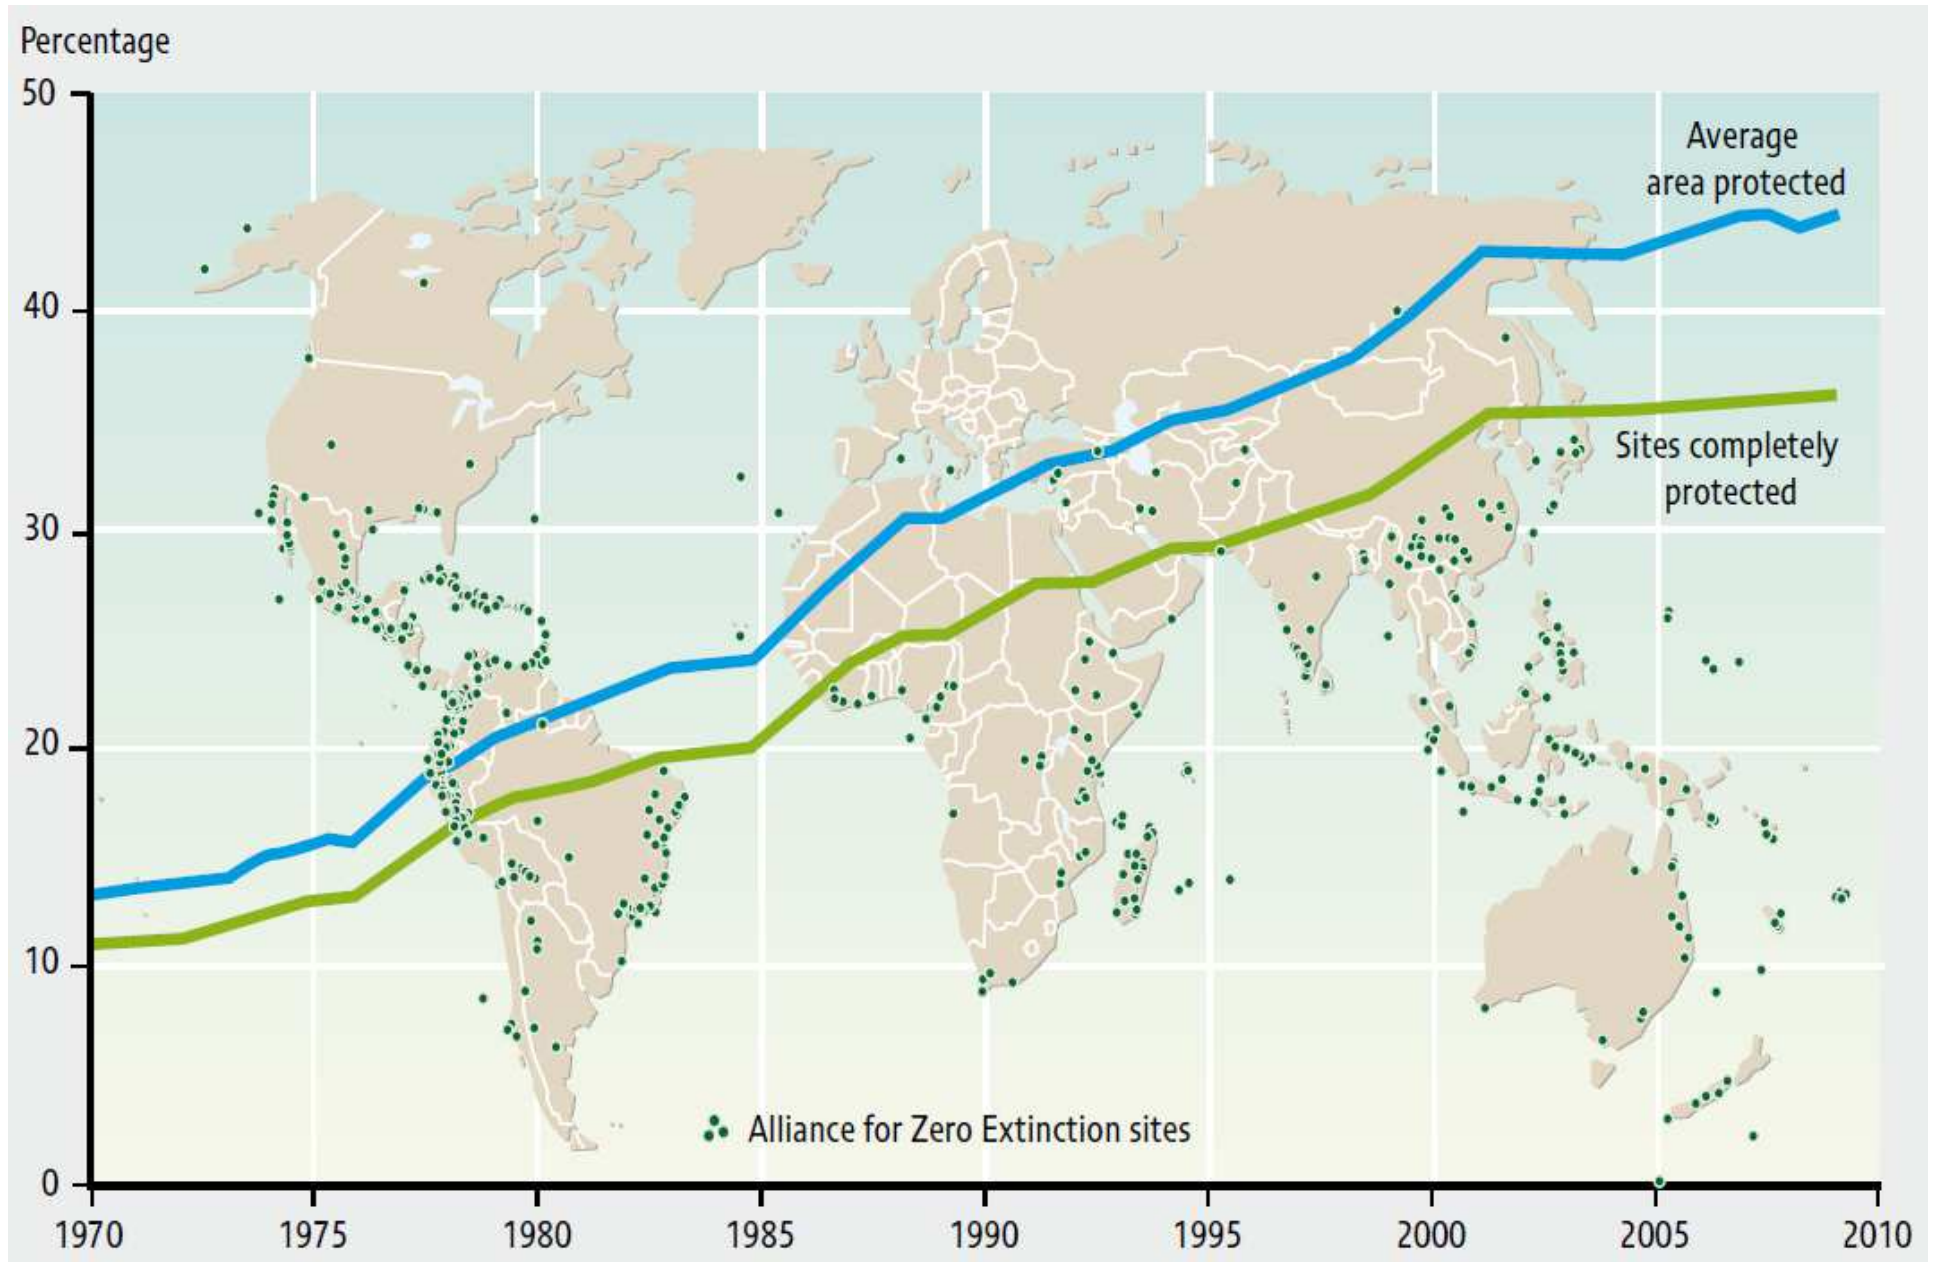 Percentage
50
Average
area protected
40
Sites completely
protected
30
20
10
Alliance for Zero Extinction sites
0
1970 1975 1980 1985 1990 1995 2000 2005 2010